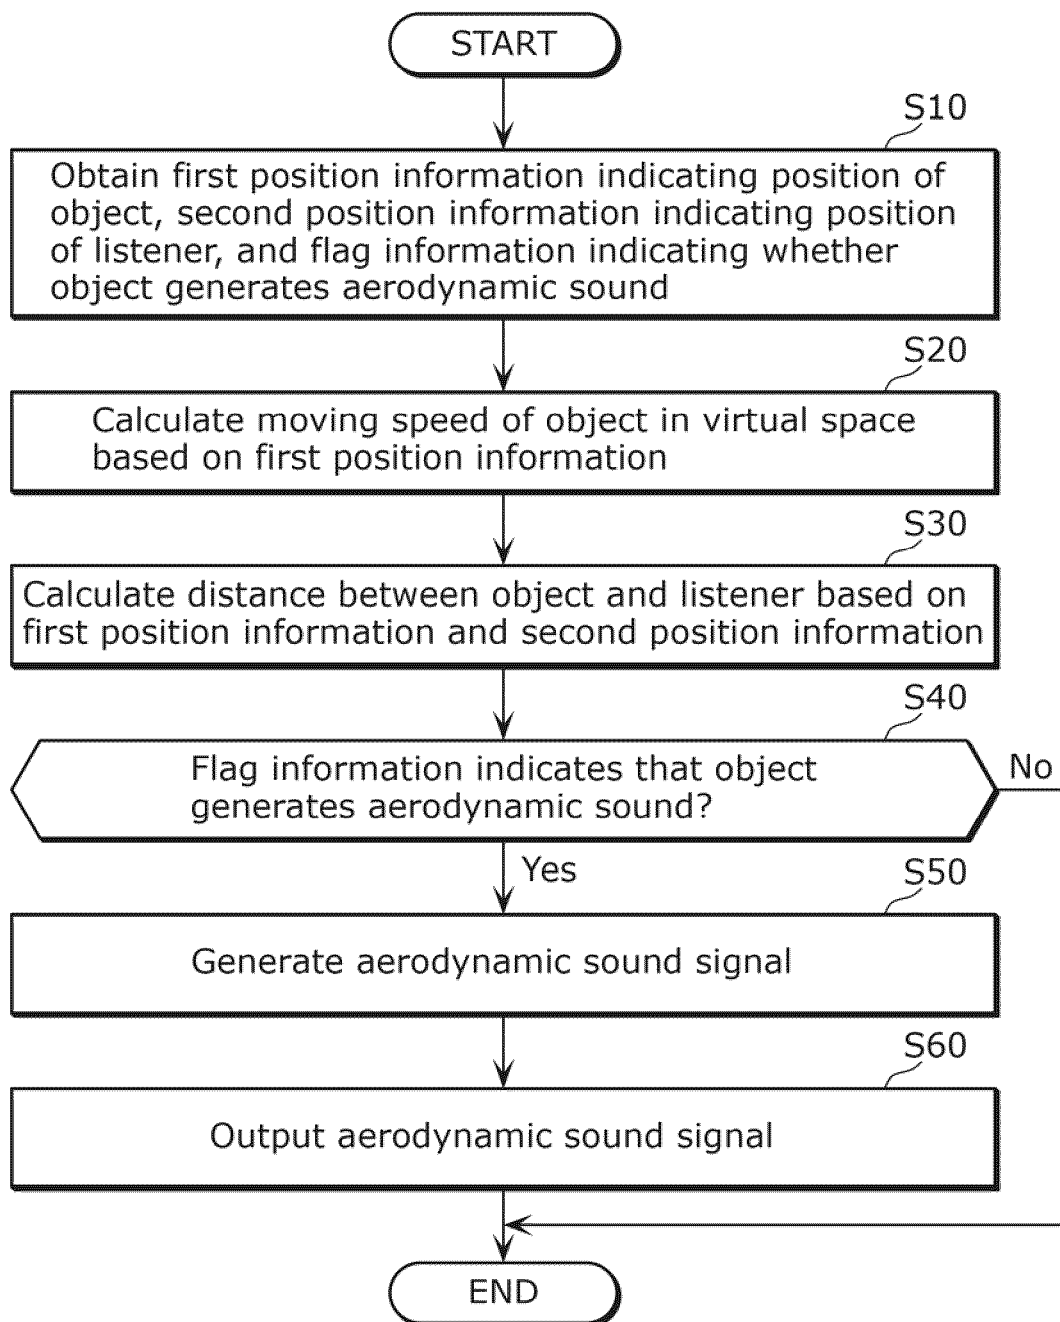 START
S10
Obtain first position information indicating position of
object, second position information indicating position
of listener, and flag information indicating whether
object generates aerodynamic sound
S20
Calculate moving speed of object in virtual space
based on first position information
S30
Calculate distance between object and listener based on
first position information and second position information
S40
Flag information indicates that object
generates aerodynamic sound?
No
Yes
S50
Generate aerodynamic sound signal
S60
Output aerodynamic sound signal
END